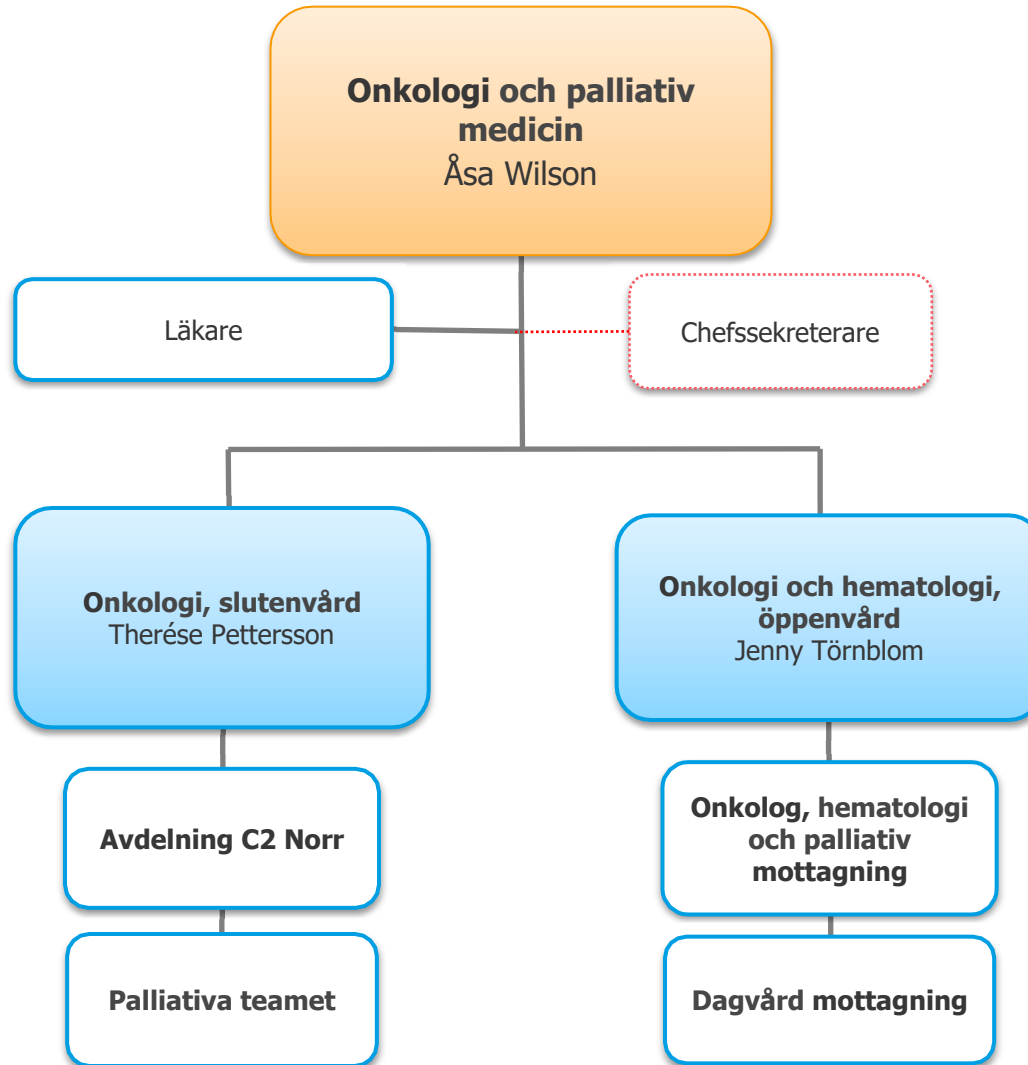 Onkologi och palliativ
medicin
Åsa Wilson
Läkare
Chefssekreterare
Onkologi, slutenvård
Therése Pettersson
Onkologi och hematologi,
öppenvård
Jenny Törnblom
Avdelning C2 Norr
Onkolog, hematologi
och palliativ
mottagning
Palliativa teamet
Dagvård mottagning